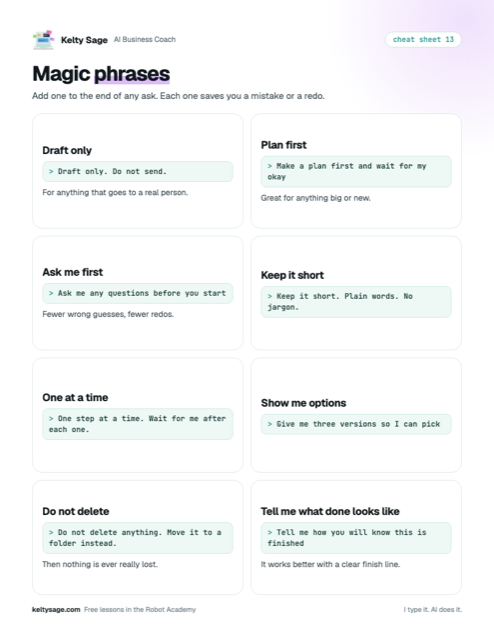 Kelty Sage AI Business Coach
cheat sheet 13
Magic phrases
Add one to the end of any ask. Each one saves you a mistake or a redo.
Draft only
> Draft only. Do not send.
For anything that goes to a real person.
Plan first
> Make a plan first and wait for my
okay
Great for anything big or new.
Ask me first
> Ask me any questions before you start
Fewer wrong guesses, fewer redos.
Keep it short
> Keep it short. Plain words. No
jargon.
One at a time
> One step at a time. Wait for me after
each one.
Show me options
> Give me three versions so I can pick
Do not delete
> Do not delete anything. Move it to a
folder instead.
Then nothing is ever really lost.
Tell me what done looks like
> Tell me how you will know this is
finished
It works better with a clear finish line.
keltysage.com Free lessons in the Robot Academy
I type it. AI does it.